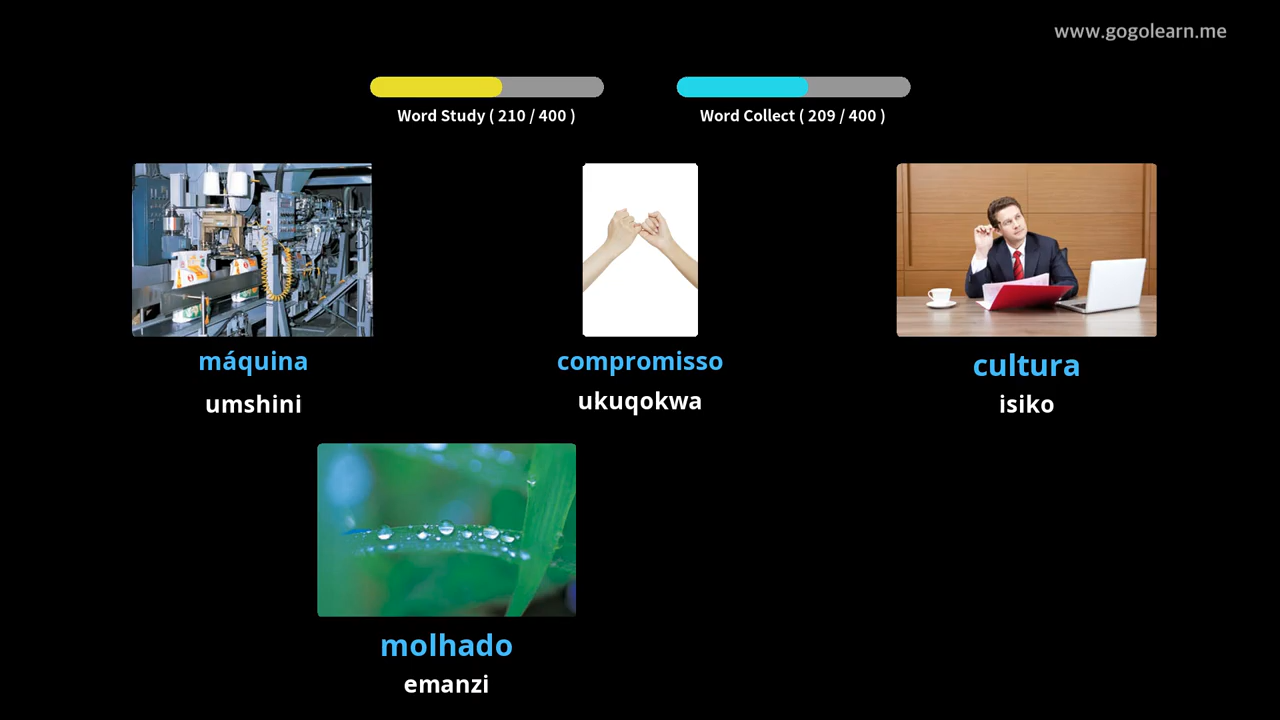 www.gogolearn.me
Word Study ( 210 / 400 )
Word Collect ( 209 / 400 )
máquina
umshini
compromisso
ukuqokwa
cultura
isiko
molhado
emanzi